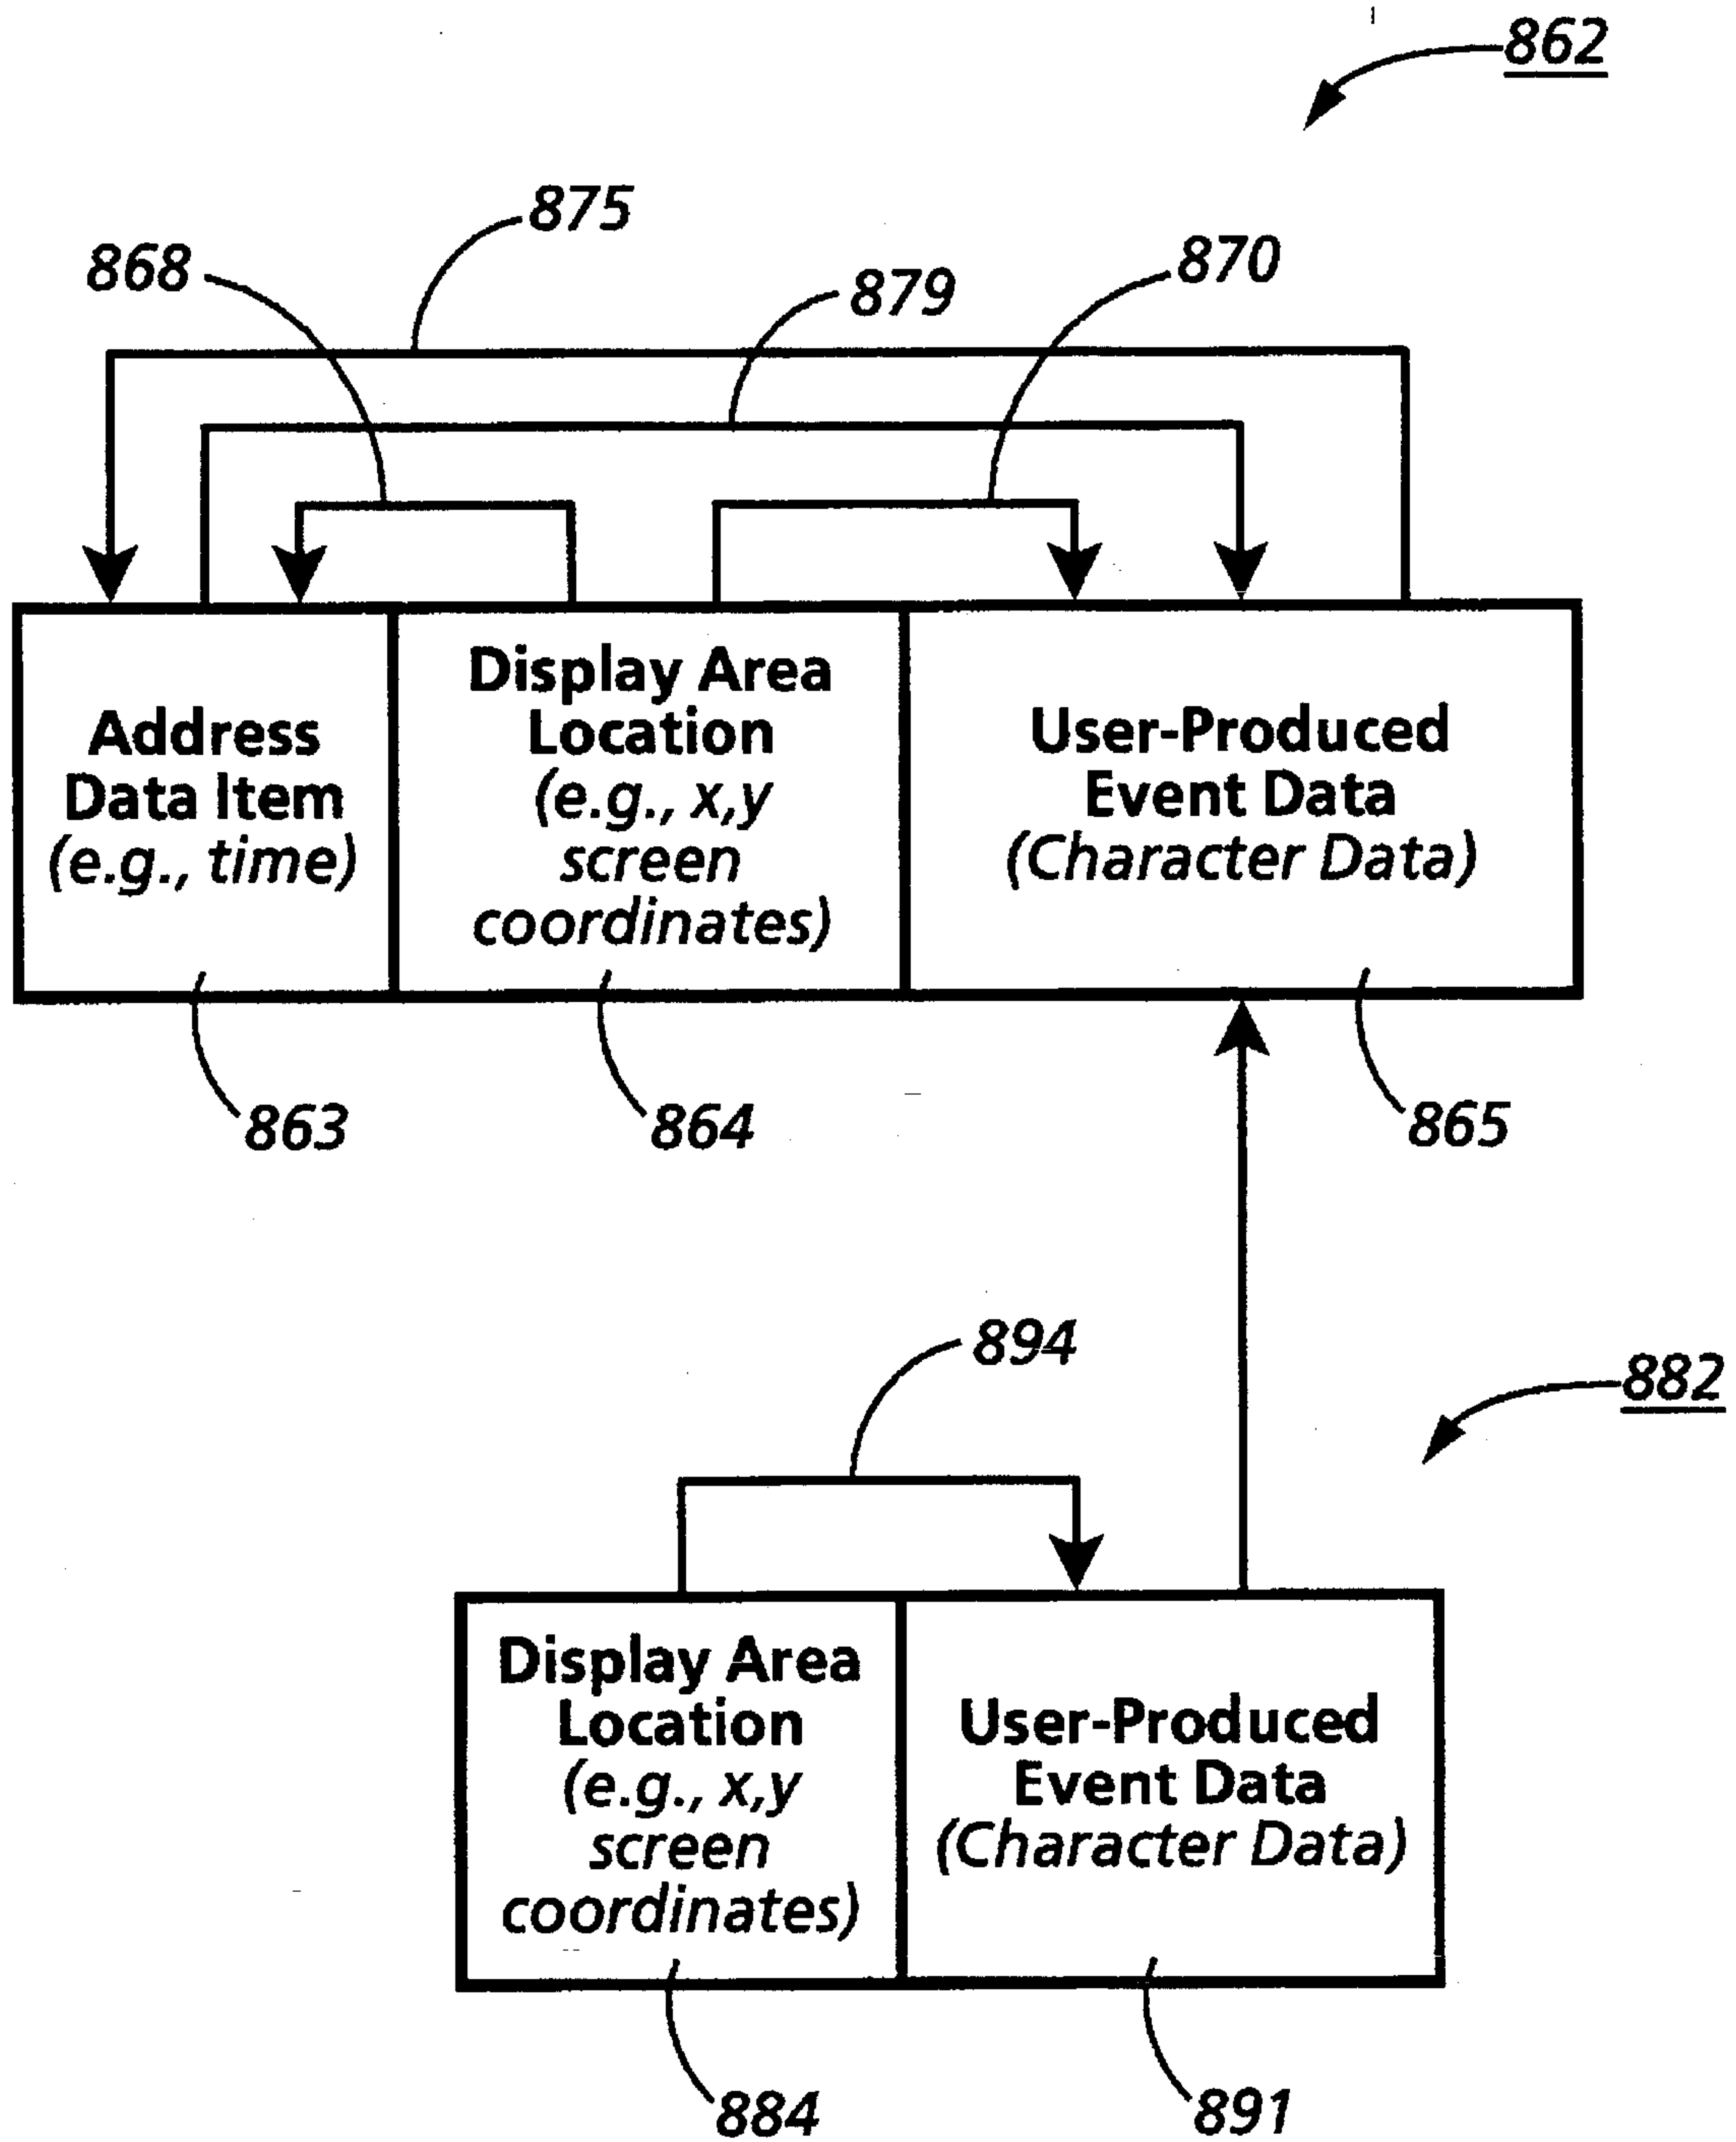 862
875
868
879
870
Address
Data Item
(e.g., time)
Display Area
Location
(e.g., x,y
screen
coordinates)
User-Produced
Event Data
(Character Data)
863
864
865
894
882
Display Area
Location
(e.g., x,y
screen
coordinates)
User-Produced
Event Data
(Character Data)
884
891